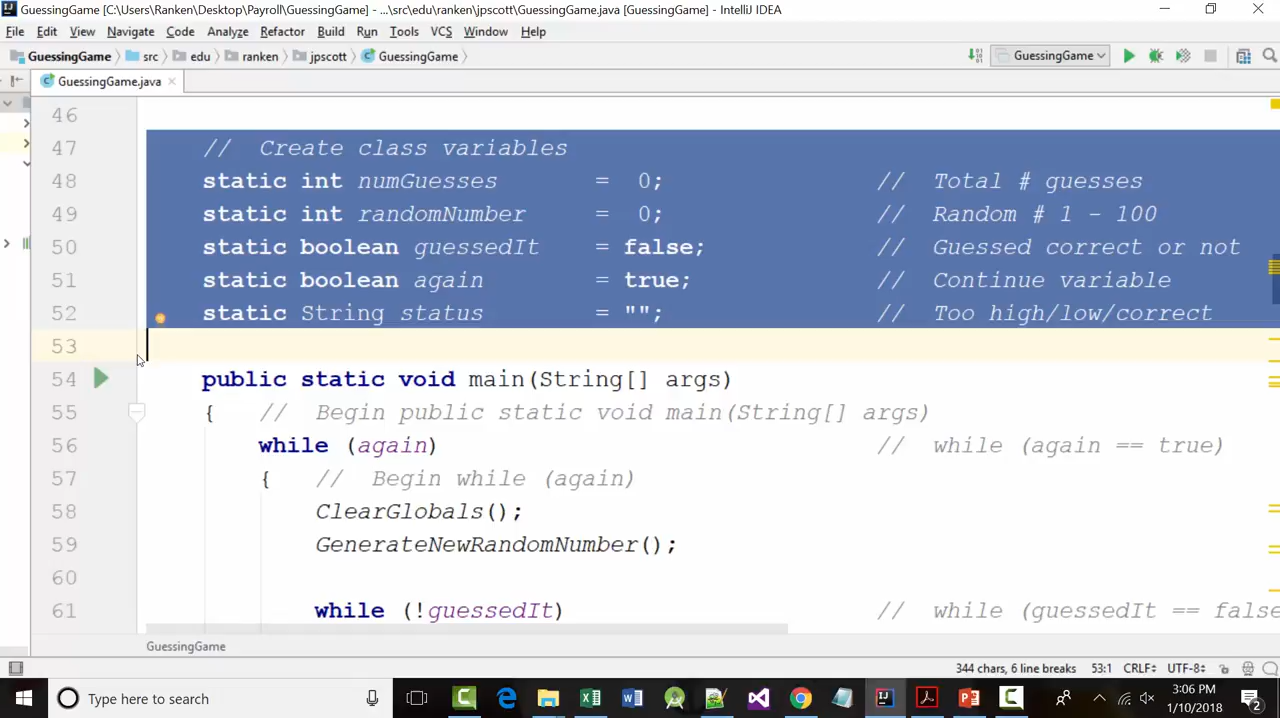 GuessingGame [C:\Users\Ranken\Desktop\Payroll\GuessingGame] - ...\src\edu\ranken\jpscott\GuessingGame.java [GuessingGame] - IntelliJ IDEA
File Edit View Navigate Code Analyze Refactor Build Run Tools VCS Window Help
GuessingGame src edu ranken jpscott GuessingGame GuessingGame
GuessingGame.java
46
47 // Create class variables
48 static int numGuesses = 0; // Total # guesses
49 static int randomNumber = 0; // Random # 1 - 100
50 static boolean guessedIt = false; // Guessed correct or not
51 static boolean again = true; // Continue variable
52 static String status = ""; // Too high/low/correct
53
54 public static void main(String[] args)
55 { // Begin public static void main(String[] args)
56 while (again) // while (again == true)
57 { // Begin while (again)
58 ClearGlobals();
59 GenerateNewRandomNumber();
60
61 while (!guessedIt) // while (guessedIt == false
GuessingGame
344 chars, 6 line breaks 53:1 CRLF UTF-8
Type here to search
3:06 PM
1/10/2018
2